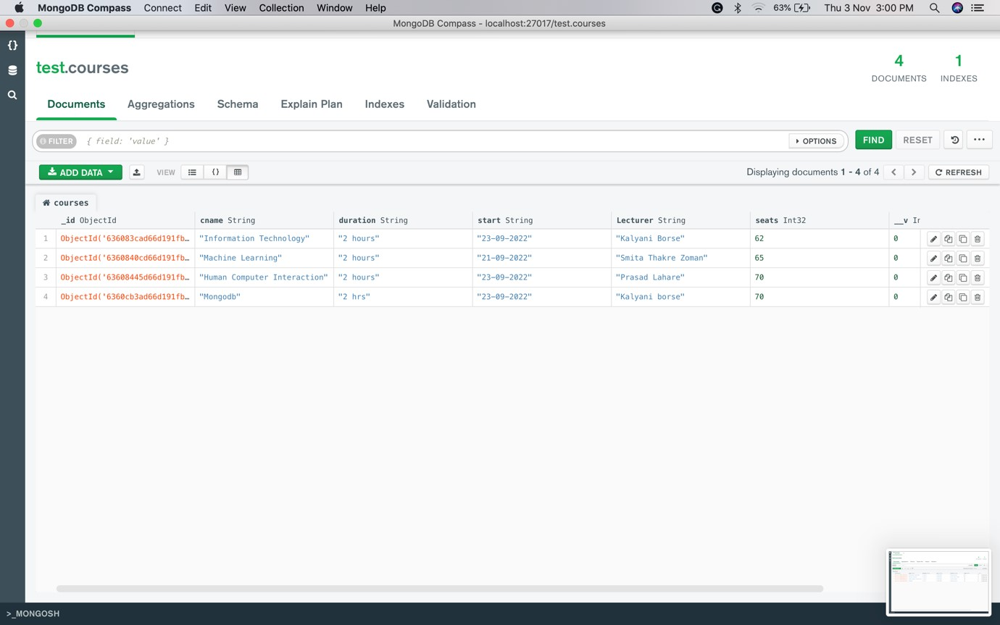 MongoDB Compass Connect Edit View Collection Window Help 63% Thu 3 Nov 3:00 PM
MongoDB Compass - localhost:27017/test.courses
{}
test.courses
4
DOCUMENTS
1
INDEXES
Documents Aggregations Schema Explain Plan Indexes Validation
FILTER { field: 'value' } OPTIONS FIND RESET ...
ADD DATA VIEW {} Displaying documents 1 - 4 of 4 < > REFRESH
courses
_id ObjectId cname String duration String start String Lecturer String seats Int32 __v Ir
1 ObjectId('636083cad66d191fb… "Information Technology" "2 hours" "23-09-2022" "Kalyani Borse" 62 0
2 ObjectId('6360840cd66d191fb… "Machine Learning" "2 hours" "21-09-2022" "Smita Thakre Zoman" 65 0
3 ObjectId('63608445d66d191fb… "Human Computer Interaction" "2 hours" "23-09-2022" "Prasad Lahare" 70 0
4 ObjectId('6360cb3ad66d191fb… "Mongodb" "2 hrs" "23-09-2022" "Kalyani borse" 70 0
>_MONGOSH